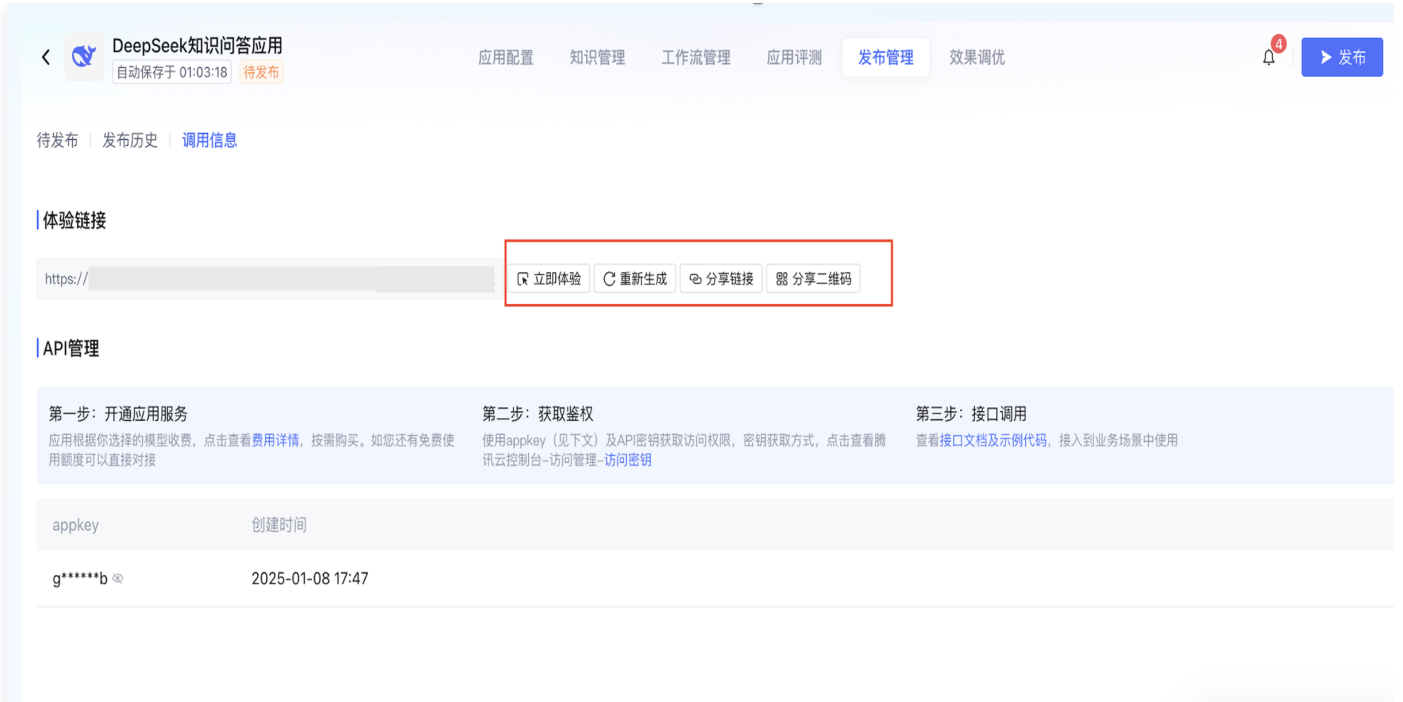 DeepSeek知识问答应用
自动保存于 01:03:18 待发布
应用配置 知识管理 工作流管理 应用评测 发布管理 效果调优
4
发布
待发布 发布历史 调用信息
体验链接
https:// 立即体验 重新生成 分享链接 分享二维码
API管理
第一步：开通应用服务
应用根据你选择的模型收费，点击查看费用详情，按需购买。如您还有免费使
用额度可以直接对接
第二步：获取鉴权
使用appkey（见下文）及API密钥获取访问权限，密钥获取方式，点击查看腾
讯云控制台-访问管理-访问密钥
第三步：接口调用
查看接口文档及示例代码，接入到业务场景中使用
appkey 创建时间
g******b 2025-01-08 17:47